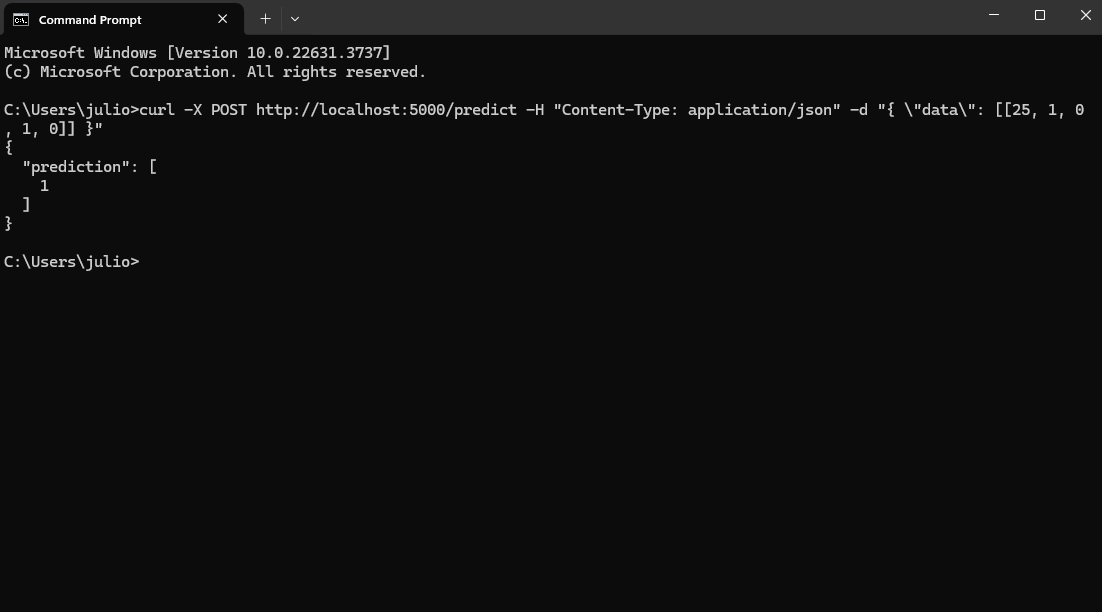 Command Prompt
Microsoft Windows [Version 10.0.22631.3737]
(c) Microsoft Corporation. All rights reserved.
C:\Users\julio>curl -X POST http://localhost:5000/predict -H "Content-Type: application/json" -d "{ \"data\": [[25, 1, 0
, 1, 0]] }"
{
  "prediction": [
    1
  ]
}
C:\Users\julio>